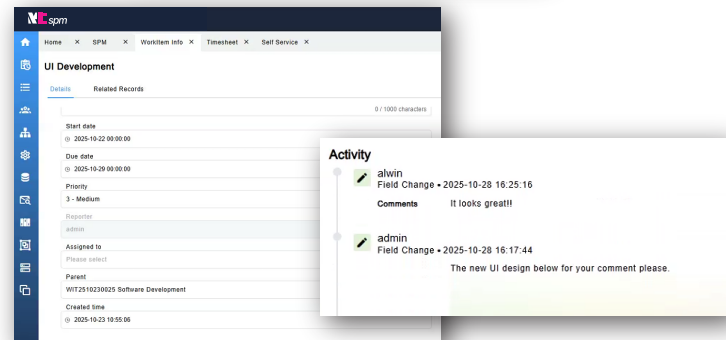 spm
Home × SPM × WorkItem Info × Timesheet × Self Service ×
UI Development
Details Related Records
0 / 1000 characters
Start date
2025-10-22 00:00:00
Due date
2025-10-29 00:00:00
Priority
3 - Medium
Reporter
admin
Assigned to
Please select
Parent
WIT2510230025 Software Development
Created time
2025-10-23 10:55:06
Activity
alwin
Field Change • 2025-10-28 16:25:16
Comments It looks great!!
admin
Field Change • 2025-10-28 16:17:44
The new UI design below for your comment please.